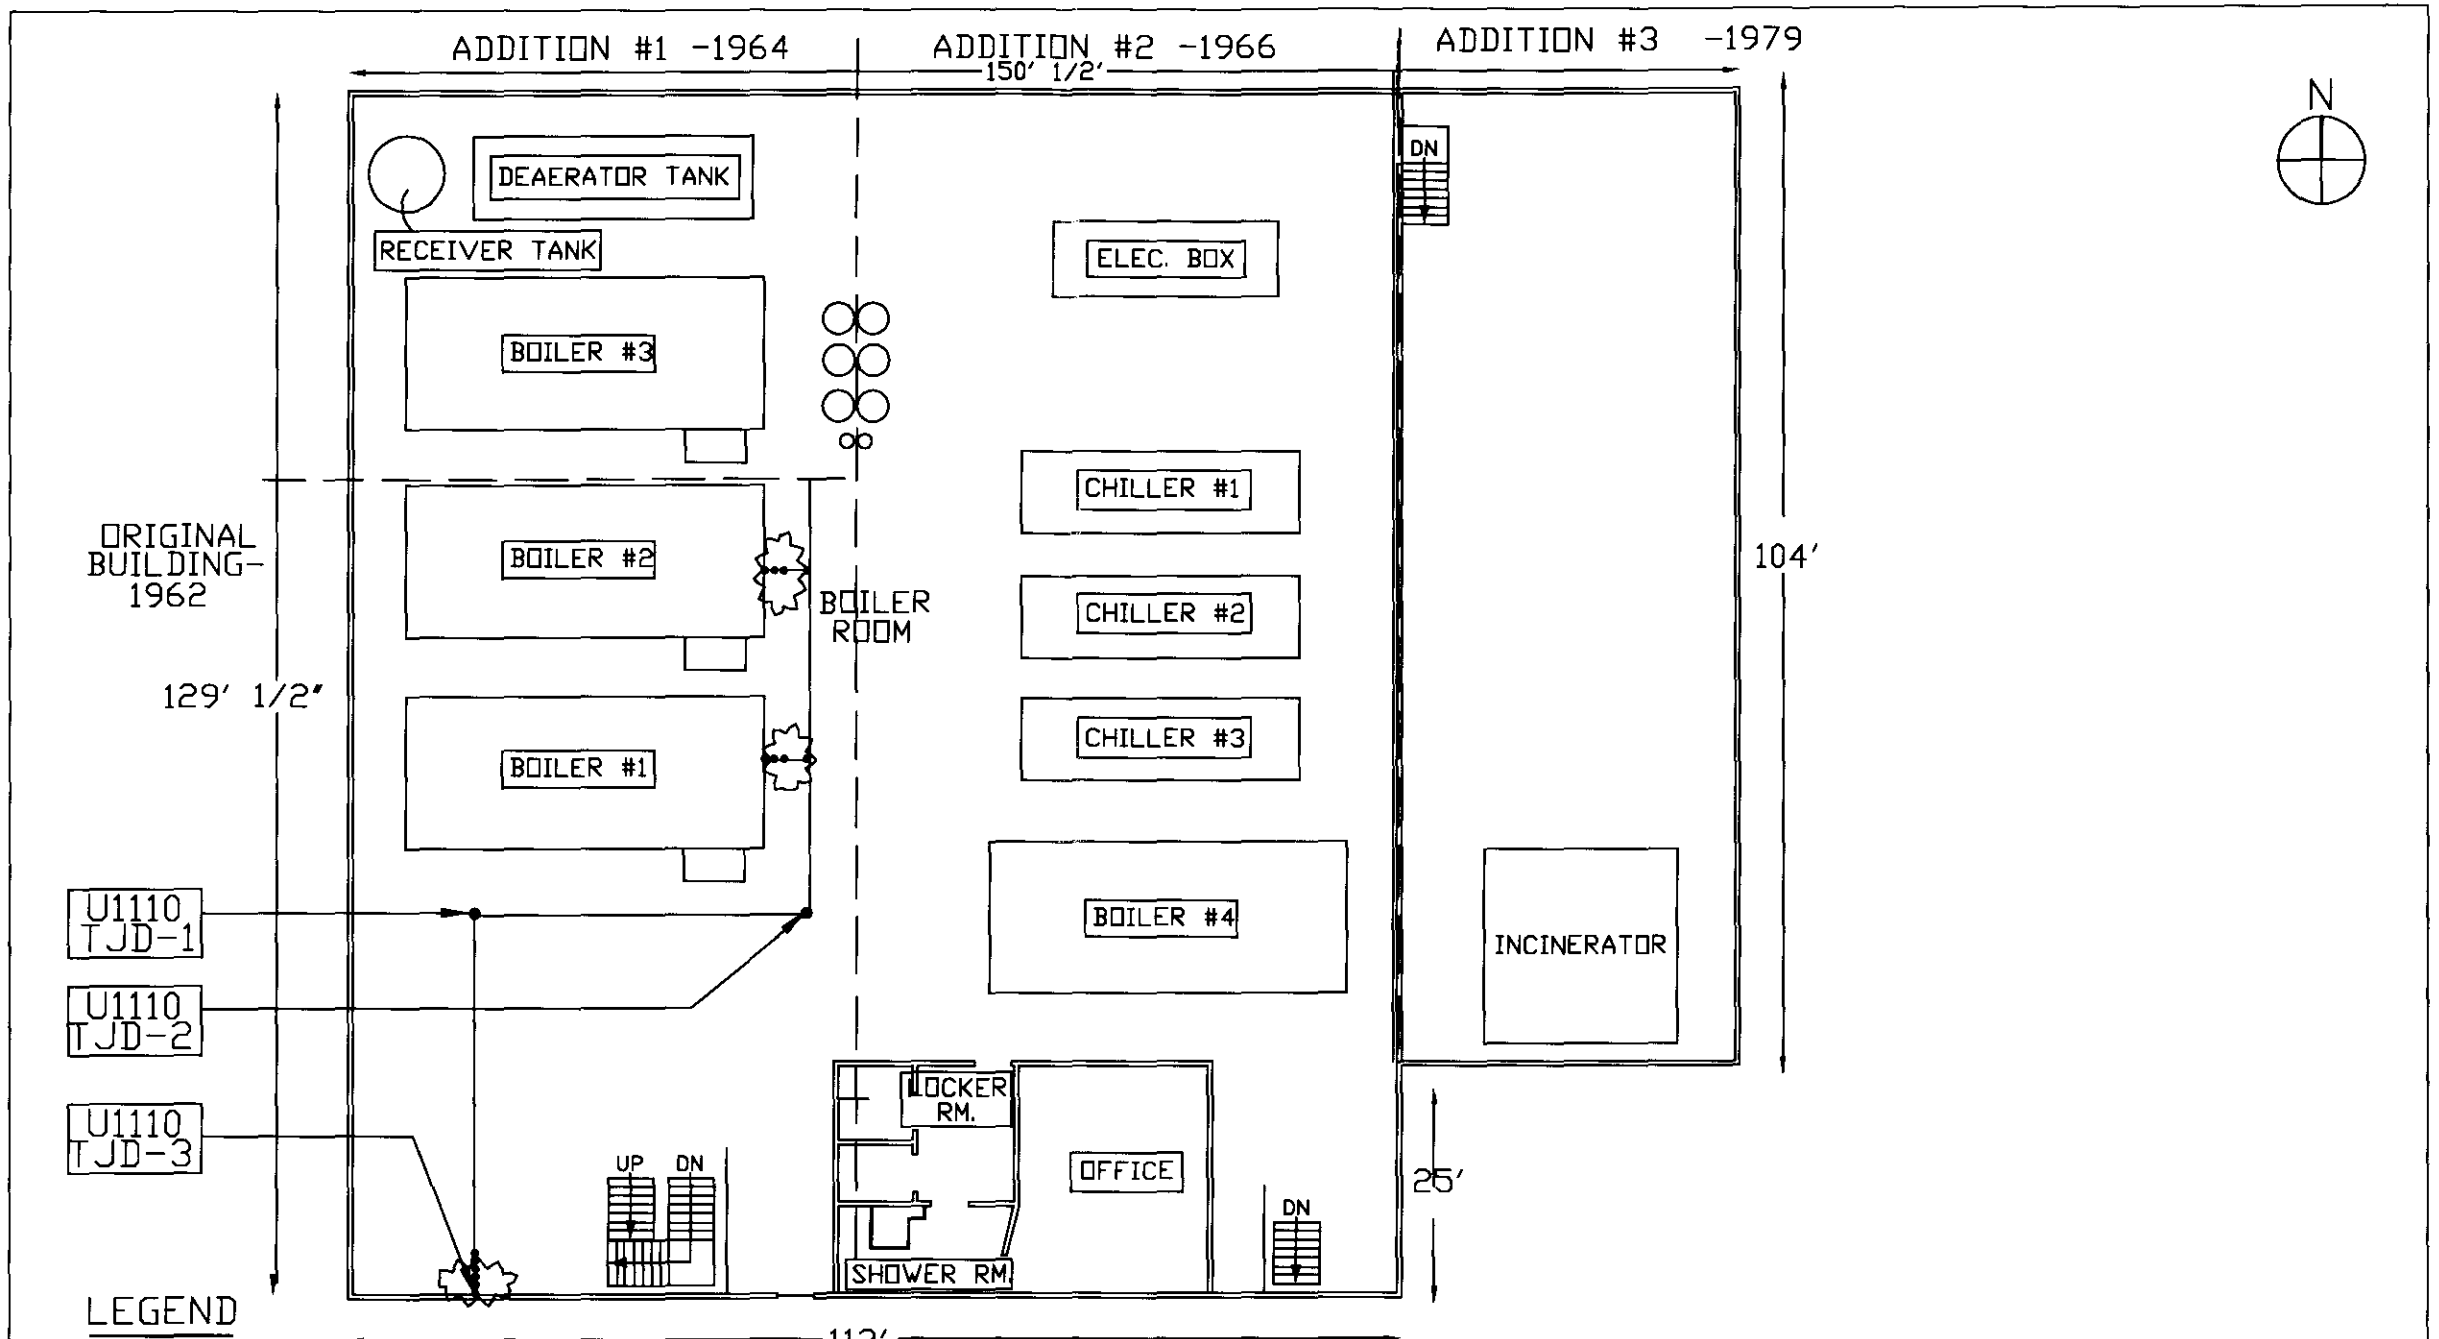 ADDITION #1 -1964
ADDITION #2 -1966
ADDITION #3 -1979
150' 1/2'
N
DEAERATOR TANK
DN
RECEIVER TANK
ELEC. BOX
BOILER #3
CHILLER #1
ORIGINAL
BUILDING-
1962
BOILER #2
104'
BOILER
ROOM
CHILLER #2
129' 1/2"
CHILLER #3
BOILER #1
U1110
TJD-1
BOILER #4
INCINERATOR
U1110
TJD-2
LOCKER
RM.
U1110
TJD-3
UP
DN
OFFICE
25'
DN
SHOWER RM.
LEGEND